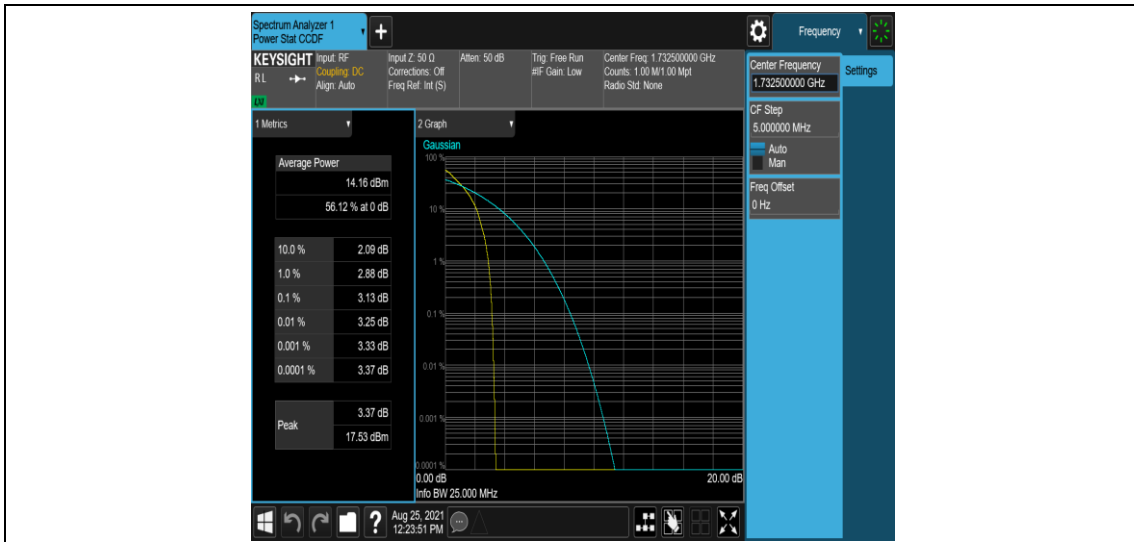 Spectrum Analyzer 1
Power Stat CCDF
+
Frequency
KEYSIGHT
RL
LXI
Input: RF
Coupling: DC
Align: Auto
Input Z: 50 Ω
Corrections: Off
Freq Ref: Int (S)
Atten: 50 dB
Trig: Free Run
#IF Gain: Low
Center Freq: 1.732500000 GHz
Counts: 1.00 M/1.00 Mpt
Radio Std: None
Center Frequency
1.732500000 GHz
Settings
CF Step
5.000000 MHz
Auto
Man
Freq Offset
0 Hz
1 Metrics
Average Power
14.16 dBm
56.12 % at 0 dB
10.0 % 2.09 dB
1.0 % 2.88 dB
0.1 % 3.13 dB
0.01 % 3.25 dB
0.001 % 3.33 dB
0.0001 % 3.37 dB
Peak
3.37 dB
17.53 dBm
2 Graph
Gaussian
100 %
10 %
1 %
0.1 %
0.01 %
0.001 %
0.0001 %
0.00 dB 20.00 dB
Info BW 25.000 MHz
?
Aug 25, 2021
12:23:51 PM